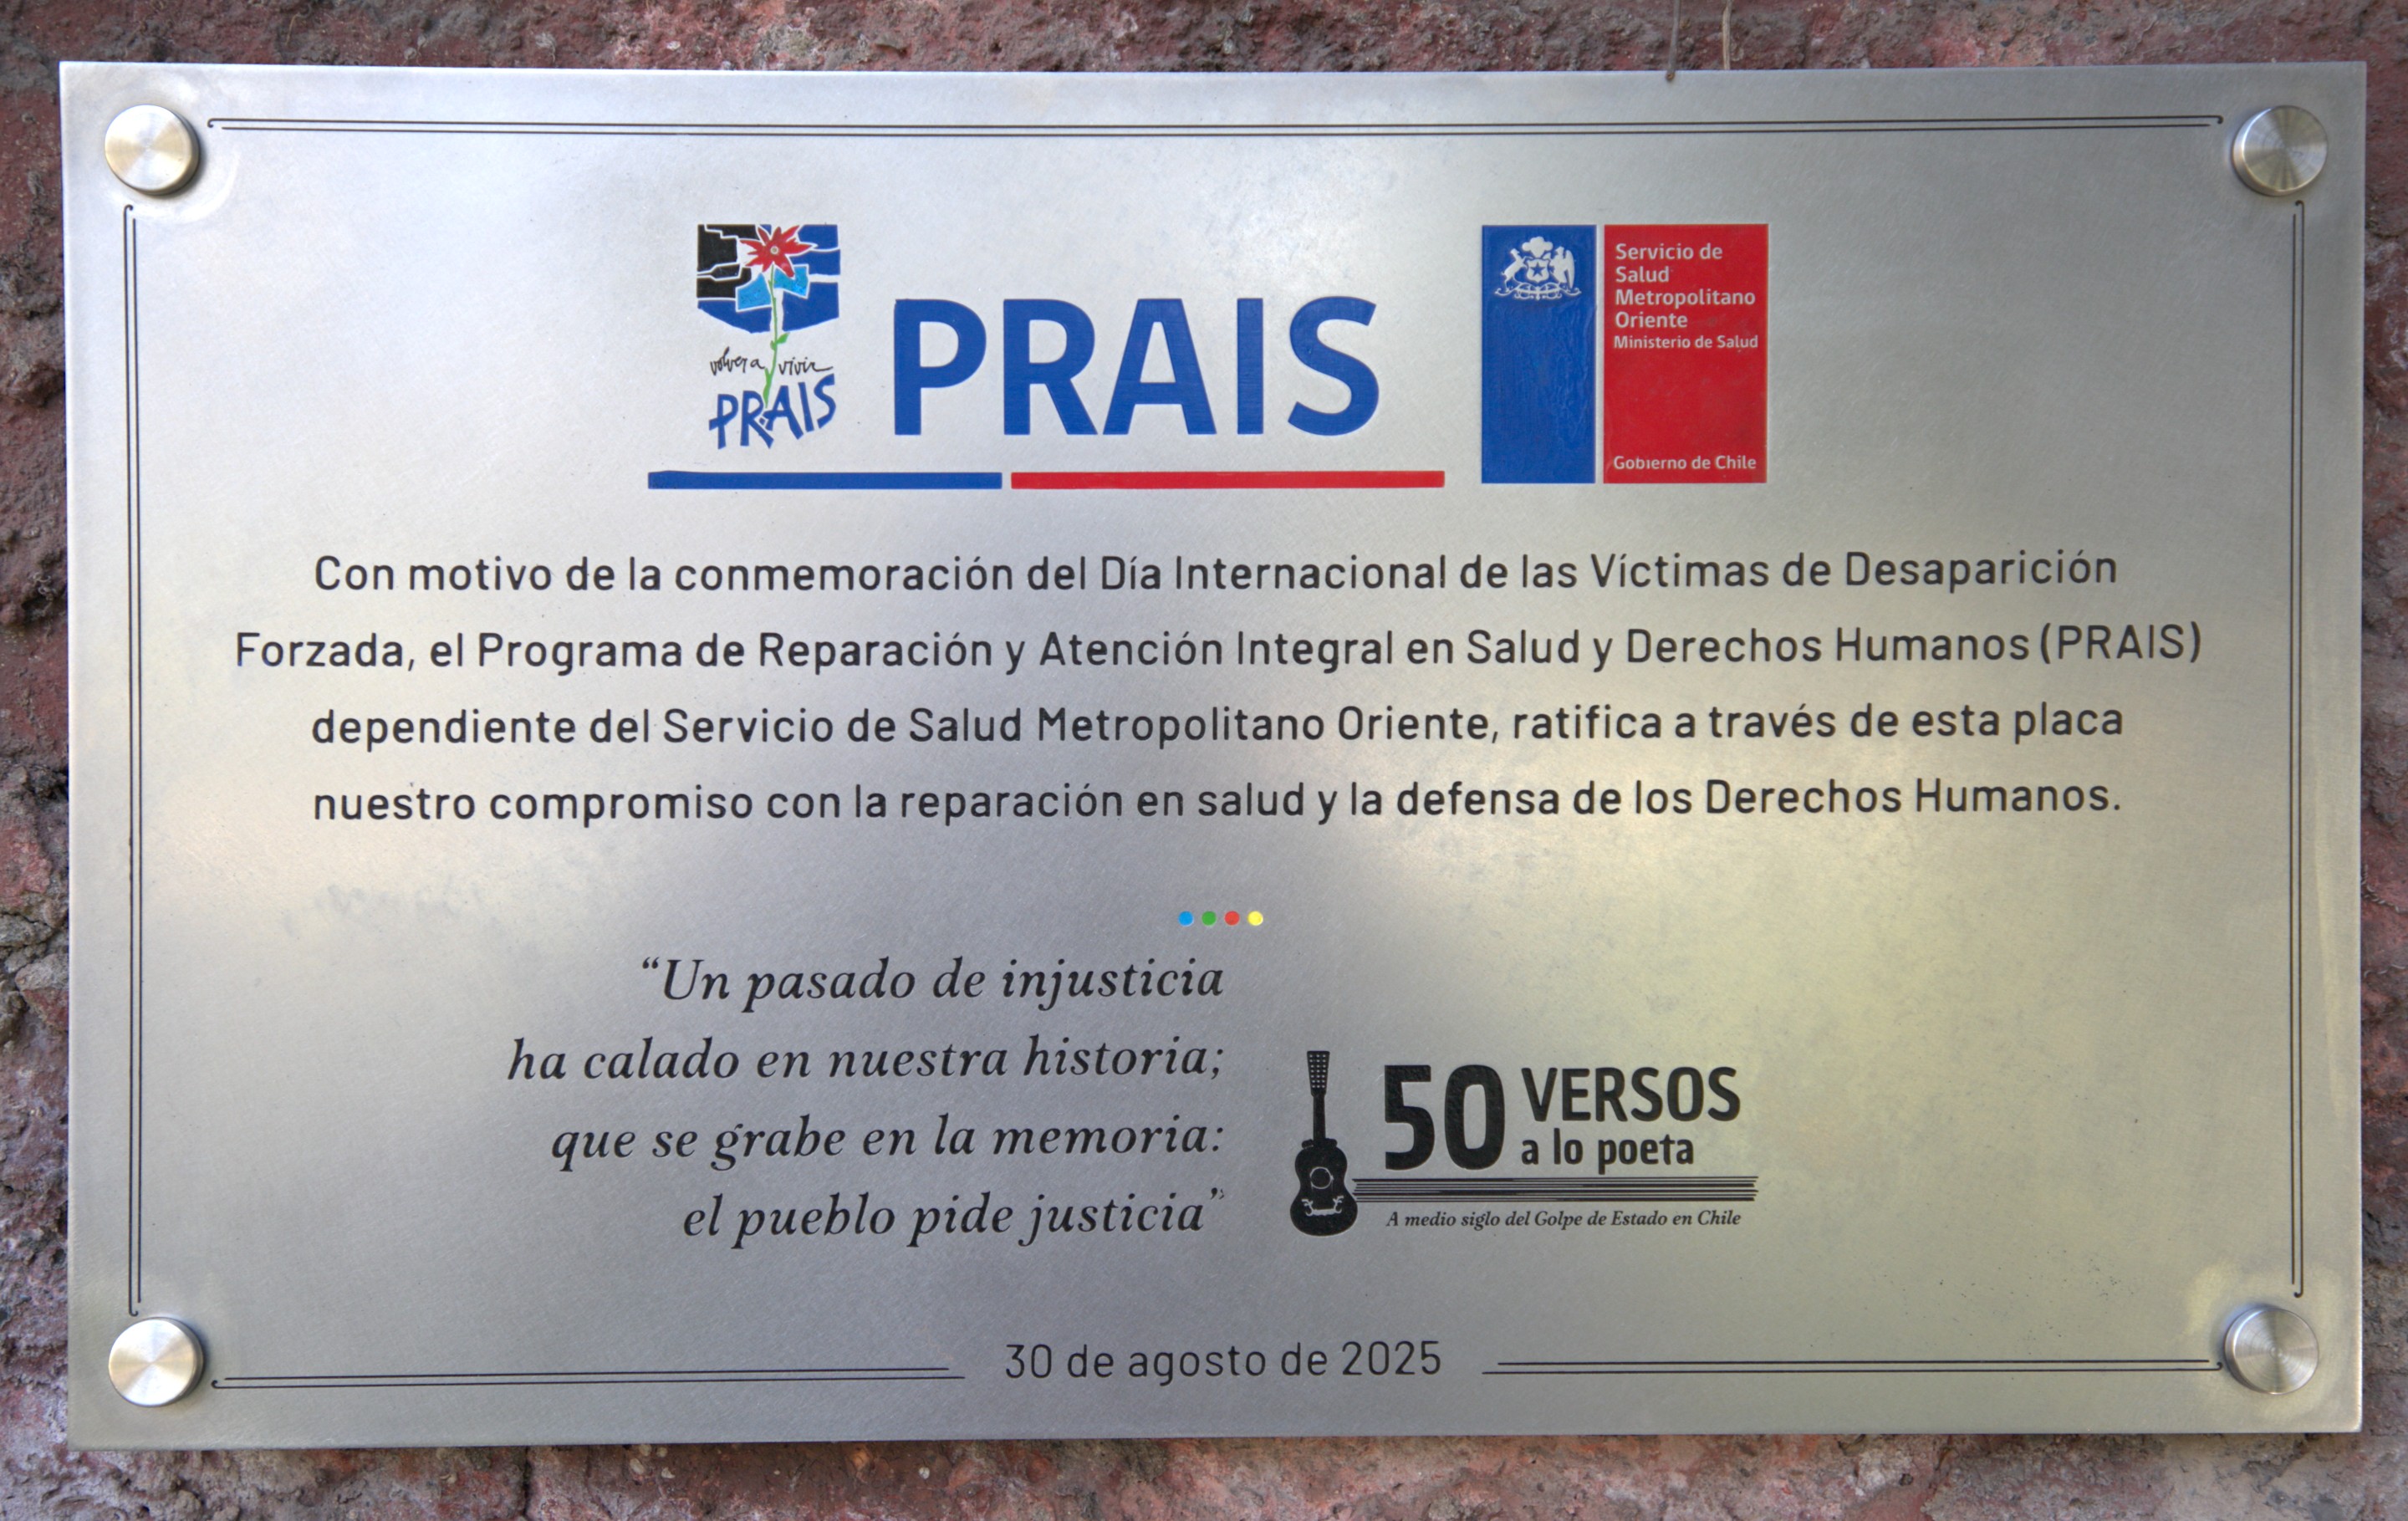 volver a vivir
PRAIS
PRAIS
Servicio de
Salud
Metropolitano
Oriente
Ministerio de Salud
Gobierno de Chile
Con motivo de la conmemoración del Día Internacional de las Víctimas de Desaparición
Forzada, el Programa de Reparación y Atención Integral en Salud y Derechos Humanos (PRAIS)
dependiente del Servicio de Salud Metropolitano Oriente, ratifica a través de esta placa
nuestro compromiso con la reparación en salud y la defensa de los Derechos Humanos.
“Un pasado de injusticia
ha calado en nuestra historia;
que se grabe en la memoria:
el pueblo pide justicia”
50 VERSOS
a lo poeta
A medio siglo del Golpe de Estado en Chile
30 de agosto de 2025